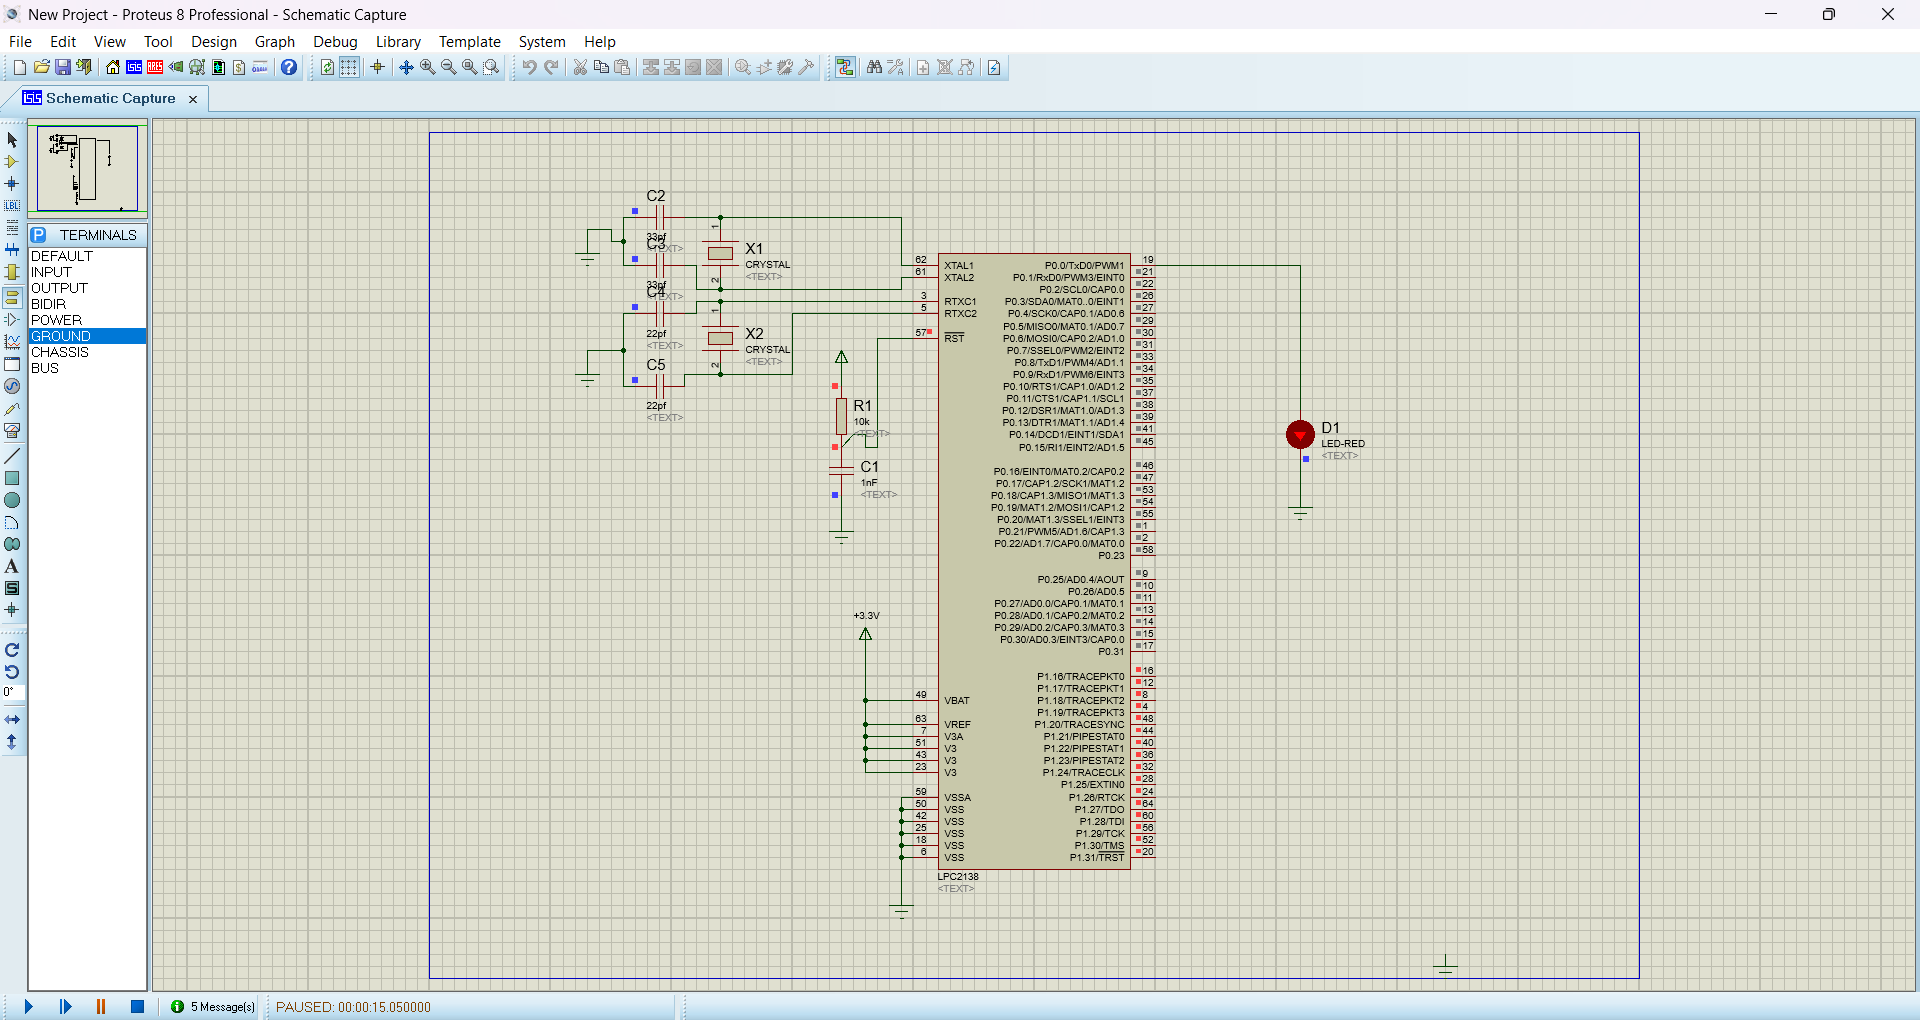 New Project - Proteus 8 Professional - Schematic Capture
File Edit View Tool Design Graph Debug Library Template System Help
Schematic Capture
TERMINALS
DEFAULT
INPUT
OUTPUT
BIDIR
POWER
GROUND
CHASSIS
BUS
LBL
A
0°
C2
33pf
<TEXT>
C3
33pf
<TEXT>
C4
22pf
<TEXT>
C5
22pf
<TEXT>
1
X1
CRYSTAL
<TEXT>
2
1
X2
CRYSTAL
<TEXT>
2
R1
10k
<TEXT>
C1
1nF
<TEXT>
+3.3V
62 XTAL1
61 XTAL2
3 RTXC1
5 RTXC2
57 RST
49 VBAT
63 VREF
7 V3A
51 V3
43 V3
23 V3
59 VSSA
50 VSS
42 VSS
25 VSS
18 VSS
6 VSS
P0.0/TxD0/PWM1 19
P0.1/RxD0/PWM3/EINT0 21
P0.2/SCL0/CAP0.0 22
P0.3/SDA0/MAT0..0/EINT1 26
P0.4/SCK0/CAP0.1/AD0.6 27
P0.5/MISO0/MAT0.1/AD0.7 29
P0.6/MOSI0/CAP0.2/AD1.0 30
P0.7/SSEL0/PWM2/EINT2 31
P0.8/TxD1/PWM4/AD1.1 33
P0.9/RxD1/PWM6/EINT3 34
P0.10/RTS1/CAP1.0/AD1.2 35
P0.11/CTS1/CAP1.1/SCL1 37
P0.12/DSR1/MAT1.0/AD1.3 38
P0.13/DTR1/MAT1.1/AD1.4 39
P0.14/DCD1/EINT1/SDA1 41
P0.15/RI1/EINT2/AD1.5 45
P0.16/EINT0/MAT0.2/CAP0.2 46
P0.17/CAP1.2/SCK1/MAT1.2 47
P0.18/CAP1.3/MISO1/MAT1.3 53
P0.19/MAT1.2/MOSI1/CAP1.2 54
P0.20/MAT1.3/SSEL1/EINT3 55
P0.21/PWM5/AD1.6/CAP1.3 1
P0.22/AD1.7/CAP0.0/MAT0.0 2
P0.23 58
P0.25/AD0.4/AOUT 9
P0.26/AD0.5 10
P0.27/AD0.0/CAP0.1/MAT0.1 11
P0.28/AD0.1/CAP0.2/MAT0.2 13
P0.29/AD0.2/CAP0.3/MAT0.3 14
P0.30/AD0.3/EINT3/CAP0.0 15
P0.31 17
P1.16/TRACEPKT0 16
P1.17/TRACEPKT1 12
P1.18/TRACEPKT2 8
P1.19/TRACEPKT3 4
P1.20/TRACESYNC 48
P1.21/PIPESTAT0 44
P1.22/PIPESTAT1 40
P1.23/PIPESTAT2 36
P1.24/TRACECLK 32
P1.25/EXTIN0 28
P1.26/RTCK 24
P1.27/TDO 64
P1.28/TDI 60
P1.29/TCK 56
P1.30/TMS 52
P1.31/TRST 20
LPC2138
<TEXT>
D1
LED-RED
<TEXT>
5 Message(s) PAUSED: 00:00:15.050000